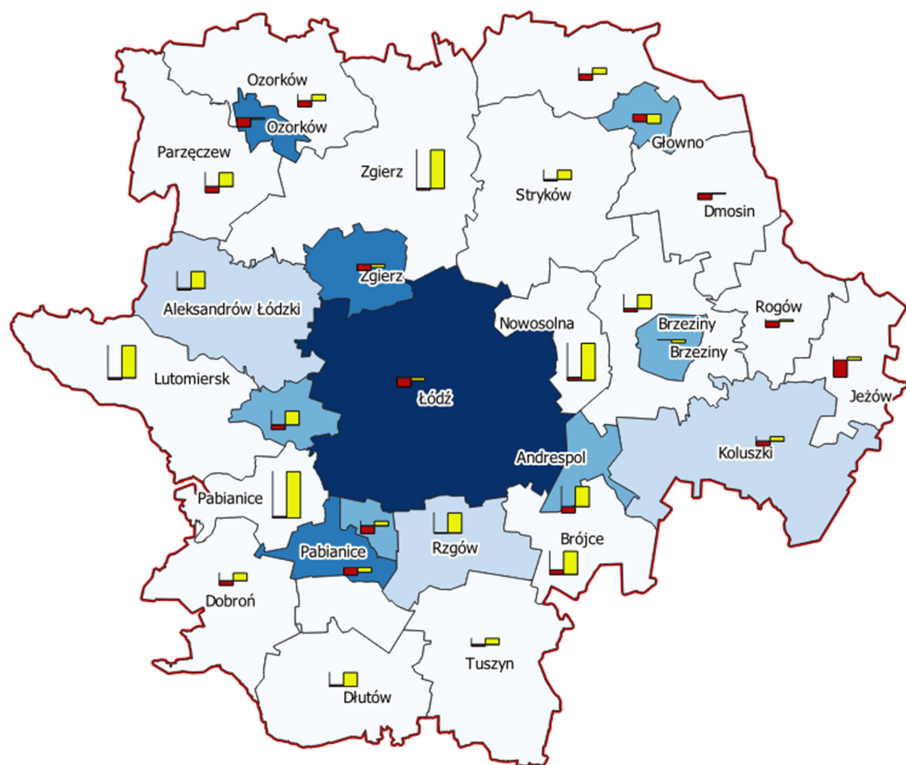 Ozorków
Ozorków
Głowno
Parzęczew
Zgierz
Stryków
Dmosin
Zgierz
Aleksandrów Łódzki
Nowosolna
Brzeziny
Rogów
Brzeziny
Lutomiersk
Łódź
Jeżów
Koluszki
Andrespol
Pabianice
Brójce
Pabianice
Rzgów
Dobroń
Tuszyn
Dłutów